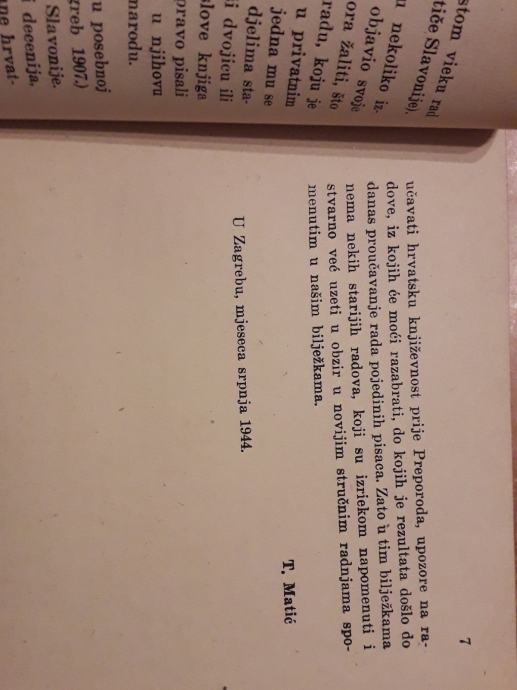 stom vieku rad
tiče Slavonije),
u nekoliko iz-
objavio svoje
ora žaliti, što
radu, koju je
u privatnim
jedna mu se
djelima sta-
i dvojicu ili
slove knjiga
pravo pisali
u njihovu
narodu.
u posebnoj
greb 1907.)
Slavonije.
i decenija,
ne hrvat-
7
učavati hrvatsku književnost prije Preporoda, upozore na ra-
dove, iz kojih će moći razabrati, do kojih je rezultata došlo do
danas proučavanje rada pojedinih pisaca. Zato u tim bilježkama
nema nekih starijih radova, koji su izriekom napomenuti i
stvarno već uzeti u obzir u novijim stručnim radnjama spo-
menutim u našim bilježkama.
U Zagrebu, mjeseca srpnja 1944.
T. Matić